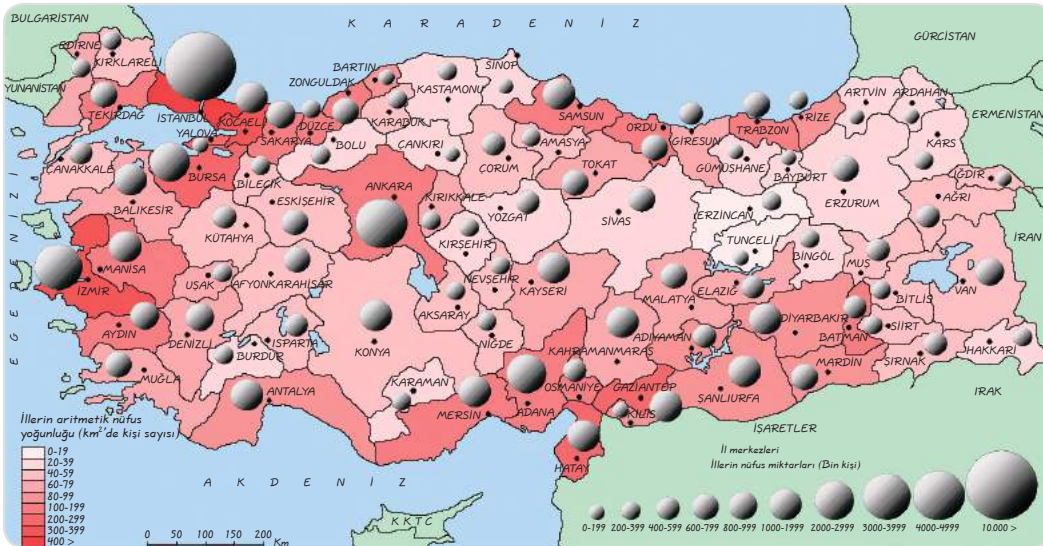 BULGARİSTAN
K A R A D E N İ Z
GÜRCİSTAN
EDİRNE
KIRKLARELİ
YUNANİSTAN
TEKİRDAĞ
İSTANBUL
KOCAELİ
YALOVA
SAKARYA
DÜZCE
ZONGULDAK
BARTIN
KARABÜK
KASTAMONU
SİNOP
SAMSUN
ORDU
GİRESUN
TRABZON
RİZE
ARTVİN
ARDAHAN
ERMENİSTAN
KARS
IĞDIR
ÇANAKKALE
BURSA
BİLECİK
BOLU
ÇANKIRI
ÇORUM
AMASYA
TOKAT
GÜMÜŞHANE
BAYBURT
ERZURUM
AĞRI
İRAN
BALIKESİR
KÜTAHYA
ESKİŞEHİR
ANKARA
KIRIKKALE
YOZGAT
SİVAS
ERZİNCAN
TUNCELİ
BİNGÖL
MUŞ
BİTLİS
VAN
E G E D E N İ Z İ
MANİSA
İZMİR
UŞAK
AFYONKARAHİSAR
KIRŞEHİR
NEVŞEHİR
KAYSERİ
MALATYA
ELAZIĞ
DİYARBAKIR
BATMAN
SİİRT
AYDIN
DENİZLİ
BURDUR
ISPARTA
KONYA
AKSARAY
NİĞDE
KAHRAMANMARAŞ
ADIYAMAN
MARDİN
ŞIRNAK
HAKKARİ
MUĞLA
ANTALYA
KARAMAN
MERSİN
ADANA
OSMANİYE
GAZİANTEP
KİLİS
ŞANLIURFA
HATAY
IRAK
A K D E N İ Z
KKTC
İllerin aritmetik nüfus
yoğunluğu (km²'de kişi sayısı)
0-19
20-39
40-59
60-79
80-99
100-199
200-299
300-399
400 >
0 50 100 150 200
Km
İŞARETLER
İl merkezleri
İllerin nüfus miktarları (Bin kişi)
0-199 200-399 400-599 600-799 800-999 1000-1999 2000-2999 3000-3999 4000-4999 10.000 >